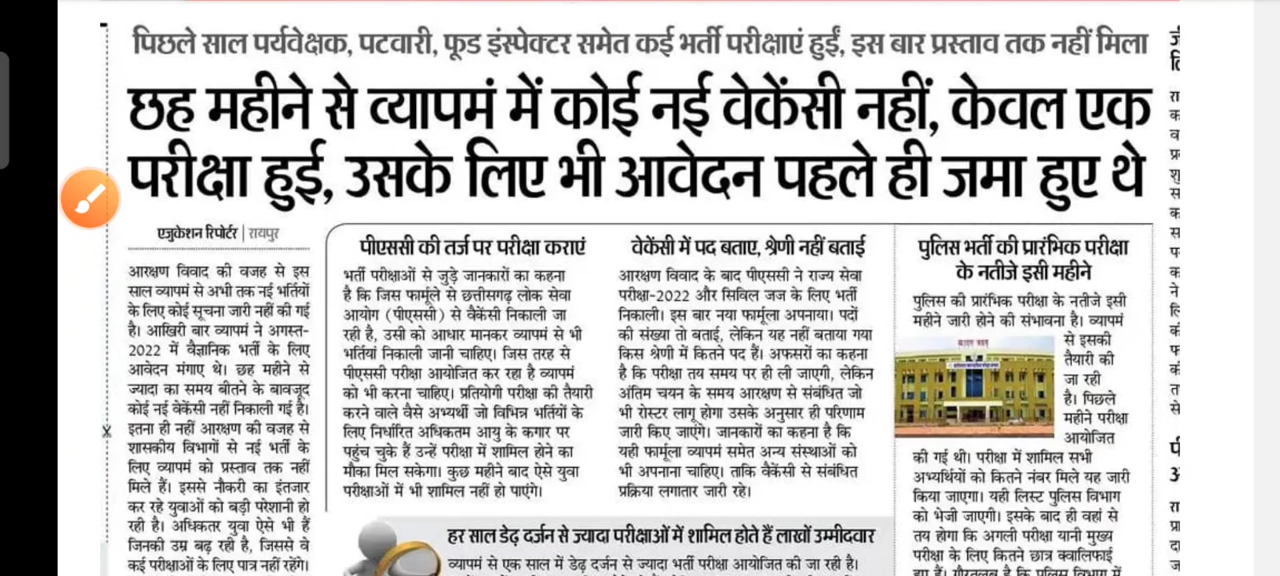 पिछले साल पर्यवेक्षक, पटवारी, फूड इंस्पेक्टर समेत कई भर्ती परीक्षाएं हुईं, इस बार प्रस्ताव तक नहीं मिला
छह महीने से व्यापमं में कोई नई वेकेंसी नहीं, केवल एक
परीक्षा हुई, उसके लिए भी आवेदन पहले ही जमा हुए थे
एजुकेशन रिपोर्टर | रायपुर
आरक्षण विवाद की वजह से इस
साल व्यापमं से अभी तक नई भर्तियों
के लिए कोई सूचना जारी नहीं की गई
है। आखिरी बार व्यापमं ने अगस्त-
2022 में वैज्ञानिक भर्ती के लिए
आवेदन मंगाए थे। छह महीने से
ज्यादा का समय बीतने के बावजूद
कोई नई वेकेंसी नहीं निकाली गई है।
इतना ही नहीं आरक्षण की वजह से
शासकीय विभागों से नई भर्ती के
लिए व्यापमं को प्रस्ताव तक नहीं
मिले हैं। इससे नौकरी का इंतजार
कर रहे युवाओं को बड़ी परेशानी हो
रही है। अधिकतर युवा ऐसे भी हैं
जिनकी उम्र बढ़ रही है, जिससे वे
कई परीक्षाओं के लिए पात्र नहीं रहेंगे।
पीएससी की तर्ज पर परीक्षा कराएं
भर्ती परीक्षाओं से जुड़े जानकारों का कहना
है कि जिस फार्मूले से छत्तीसगढ़ लोक सेवा
आयोग (पीएससी) से वैकेंसी निकाली जा
रही है, उसी को आधार मानकर व्यापमं से भी
भर्तियां निकाली जानी चाहिए। जिस तरह से
पीएससी परीक्षा आयोजित कर रहा है व्यापमं
को भी करना चाहिए। प्रतियोगी परीक्षा की तैयारी
करने वाले वैसे अभ्यर्थी जो विभिन्न भर्तियों के
लिए निर्धारित अधिकतम आयु के कगार पर
पहुंच चुके हैं उन्हें परीक्षा में शामिल होने का
मौका मिल सकेगा। कुछ महीने बाद ऐसे युवा
परीक्षाओं में भी शामिल नहीं हो पाएंगे।
वेकेंसी में पद बताए, श्रेणी नहीं बताई
आरक्षण विवाद के बाद पीएससी ने राज्य सेवा
परीक्षा-2022 और सिविल जज के लिए भर्ती
निकाली। इस बार नया फार्मूला अपनाया। पदों
की संख्या तो बताई, लेकिन यह नहीं बताया गया
किस श्रेणी में कितने पद हैं। अफसरों का कहना
है कि परीक्षा तय समय पर ही ली जाएगी, लेकिन
अंतिम चयन के समय आरक्षण से संबंधित जो
भी रोस्टर लागू होगा उसके अनुसार ही परिणाम
जारी किए जाएंगे। जानकारों का कहना है कि
यही फार्मूला व्यापमं समेत अन्य संस्थाओं को
भी अपनाना चाहिए। ताकि वैकेंसी से संबंधित
प्रक्रिया लगातार जारी रहे।
पुलिस भर्ती की प्रारंभिक परीक्षा
के नतीजे इसी महीने
पुलिस की प्रारंभिक परीक्षा के नतीजे इसी
महीने जारी होने की संभावना है। व्यापमं
से इसकी
तैयारी की
जा रही
है। पिछले
महीने परीक्षा
आयोजित
की गई थी। परीक्षा में शामिल सभी
अभ्यर्थियों को कितने नंबर मिले यह जारी
किया जाएगा। यही लिस्ट पुलिस विभाग
को भेजी जाएगी। इसके बाद ही वहां से
तय होगा कि अगली परीक्षा यानी मुख्य
परीक्षा के लिए कितने छात्र क्वालिफाई
हुए हैं। गौरतलब है कि पुलिस विभाग में
हर साल डेढ़ दर्जन से ज्यादा परीक्षाओं में शामिल होते हैं लाखों उम्मीदवार
व्यापमं से एक साल में डेढ़ दर्जन से ज्यादा भर्ती परीक्षा आयोजित की जा रही है।